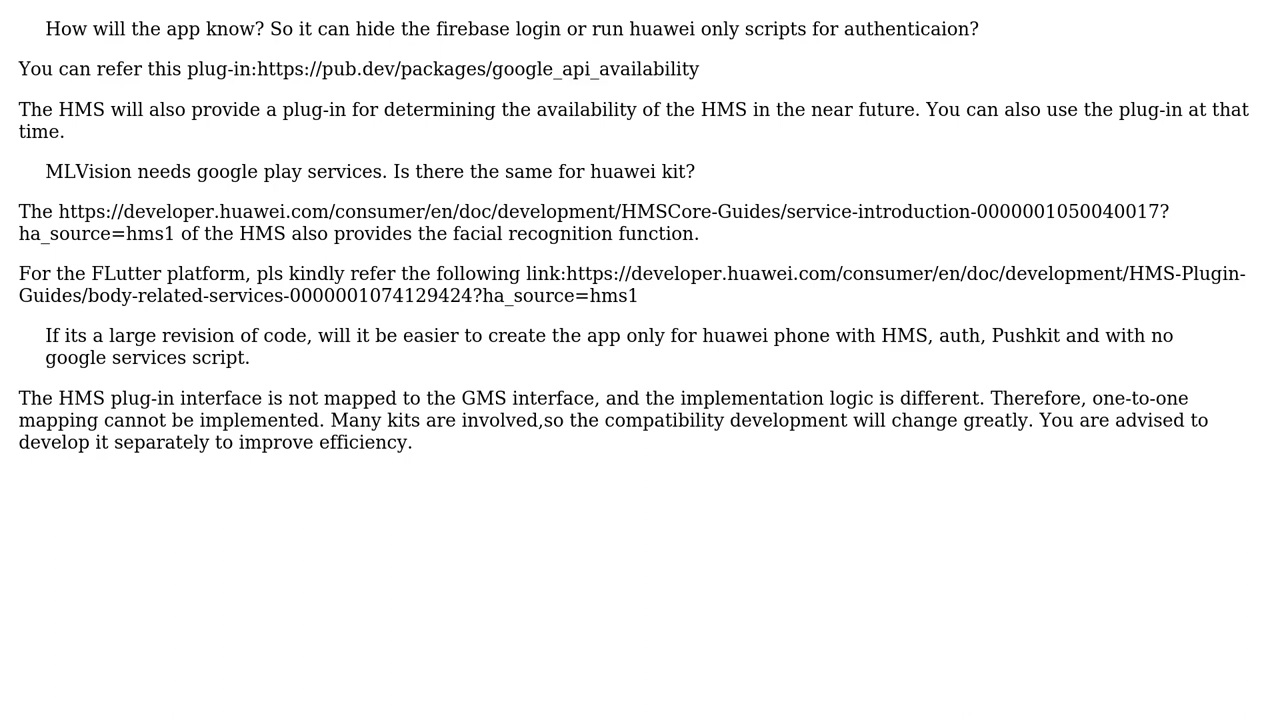 How will the app know? So it can hide the firebase login or run huawei only scripts for authenticaion?
You can refer this plug-in:https://pub.dev/packages/google_api_availability
The HMS will also provide a plug-in for determining the availability of the HMS in the near future. You can also use the plug-in at that
time.
MLVision needs google play services. Is there the same for huawei kit?
The https://developer.huawei.com/consumer/en/doc/development/HMSCore-Guides/service-introduction-0000001050040017?
ha_source=hms1 of the HMS also provides the facial recognition function.
For the FLutter platform, pls kindly refer the following link:https://developer.huawei.com/consumer/en/doc/development/HMS-Plugin-
Guides/body-related-services-0000001074129424?ha_source=hms1
If its a large revision of code, will it be easier to create the app only for huawei phone with HMS, auth, Pushkit and with no
google services script.
The HMS plug-in interface is not mapped to the GMS interface, and the implementation logic is different. Therefore, one-to-one
mapping cannot be implemented. Many kits are involved,so the compatibility development will change greatly. You are advised to
develop it separately to improve efficiency.